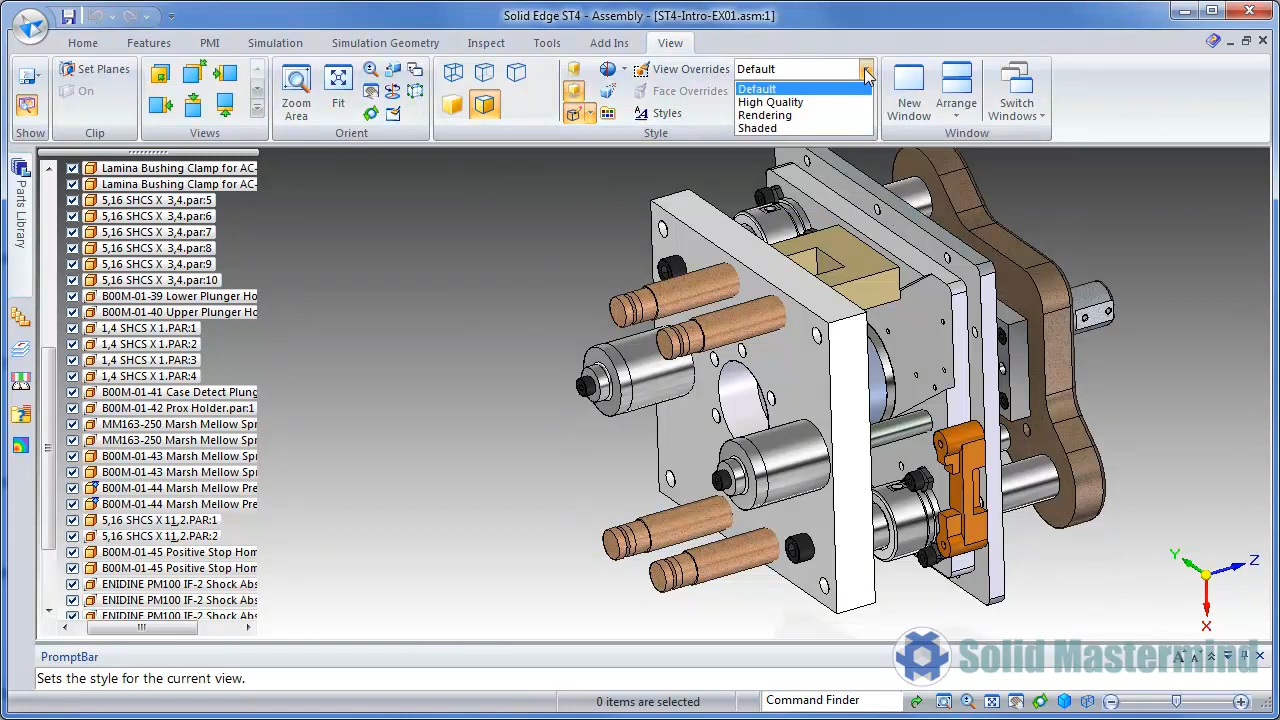 Solid Edge ST4 - Assembly - [ST4-Intro-EX01.asm:1]
Home Features PMI Simulation Simulation Geometry Inspect Tools Add Ins View
Set Planes
On
Show
Clip
Views
Zoom Area
Fit
Orient
View Overrides
Face Overrides
Styles
Default
Default
High Quality
Rendering
Shaded
Style
New Window
Arrange
Switch Windows
Window
Parts Library
Lamina Bushing Clamp for AC-
Lamina Bushing Clamp for AC-
5,16 SHCS X 3,4.par:5
5,16 SHCS X 3,4.par:6
5,16 SHCS X 3,4.par:7
5,16 SHCS X 3,4.par:8
5,16 SHCS X 3,4.par:9
5,16 SHCS X 3,4.par:10
B00M-01-39 Lower Plunger Ho
B00M-01-40 Upper Plunger Ho
1,4 SHCS X 1.PAR:1
1,4 SHCS X 1.PAR:2
1,4 SHCS X 1.PAR:3
1,4 SHCS X 1.PAR:4
B00M-01-41 Case Detect Plung
B00M-01-42 Prox Holder.par:1
MM163-250 Marsh Mellow Spr
MM163-250 Marsh Mellow Spr
B00M-01-43 Marsh Mellow Spri
B00M-01-43 Marsh Mellow Spri
B00M-01-44 Marsh Mellow Pre
B00M-01-44 Marsh Mellow Pre
5,16 SHCS X 11,2.PAR:1
5,16 SHCS X 11,2.PAR:2
B00M-01-45 Positive Stop Hom
B00M-01-45 Positive Stop Hom
ENIDINE PM100 IF-2 Shock Abs
ENIDINE PM100 IF-2 Shock Abs
ENIDINE PM100 IF-2 Shock Abs
Y
Z
X
Solid Mastermind
PromptBar
Sets the style for the current view.
0 items are selected
Command Finder